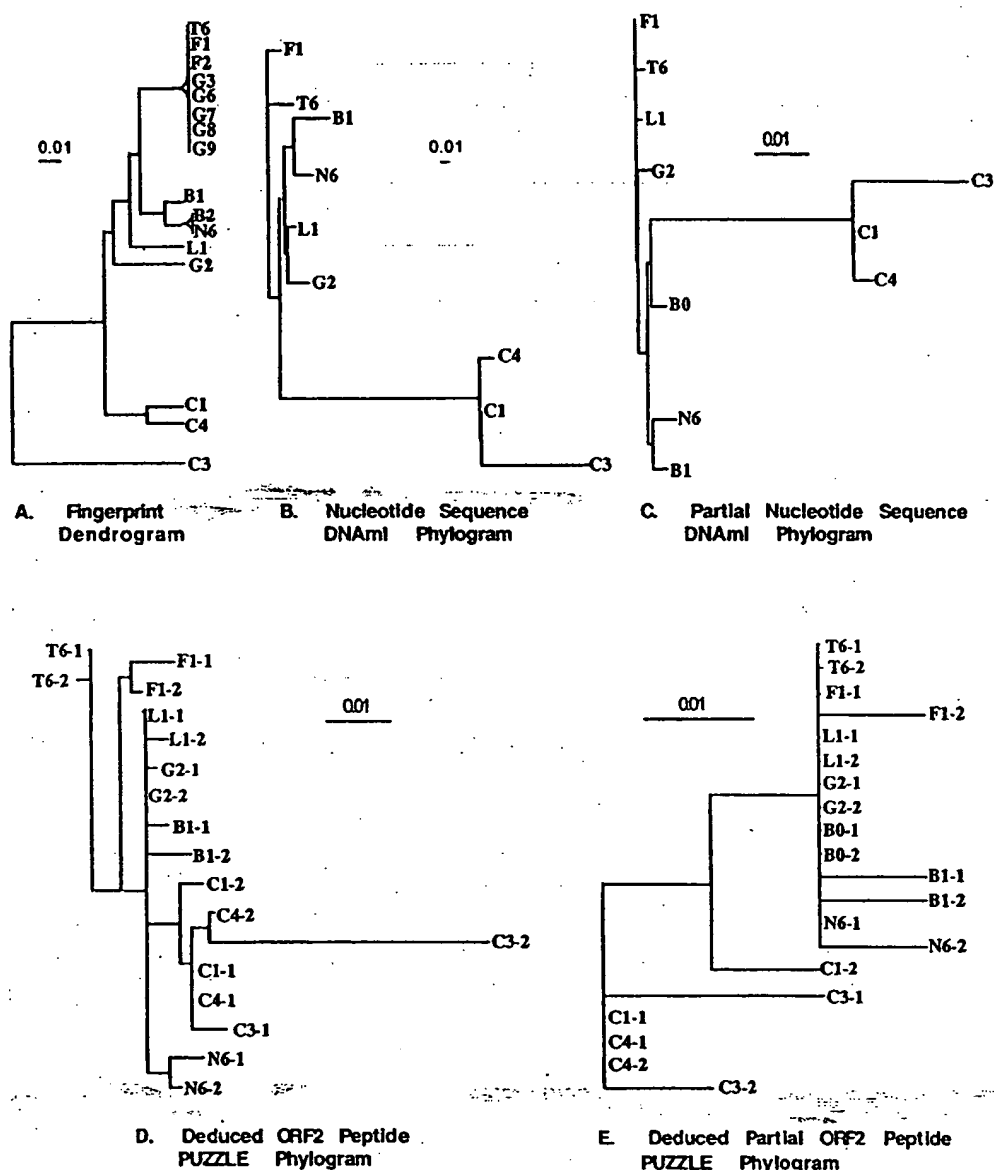 T6
F1
F2
G3
G6
G7
G8
G9
0.01
B1
B2
N6
L1
G2
C1
C4
C3
A. Fingerprint
Dendrogram
F1
T6
B1
0.01
N6
L1
G2
C4
C1
C3
B. Nucleotide Sequence
DNAml Phylogram
F1
T6
L1
0.01
G2
C3
C1
C4
B0
N6
B1
C. Partial Nucleotide Sequence
DNAml Phylogram
T6-1
T6-2
F1-1
F1-2
0.01
L1-1
L1-2
G2-1
G2-2
B1-1
B1-2
C1-2
C4-2
C3-2
C1-1
C4-1
C3-1
N6-1
N6-2
D. Deduced ORF2 Peptide
PUZZLE Phylogram
T6-1
T6-2
F1-1
0.01
F1-2
L1-1
L1-2
G2-1
G2-2
B0-1
B0-2
B1-1
B1-2
N6-1
N6-2
C1-2
C3-1
C1-1
C4-1
C4-2
C3-2
E. Deduced Partial ORF2 Peptide
PUZZLE Phylogram